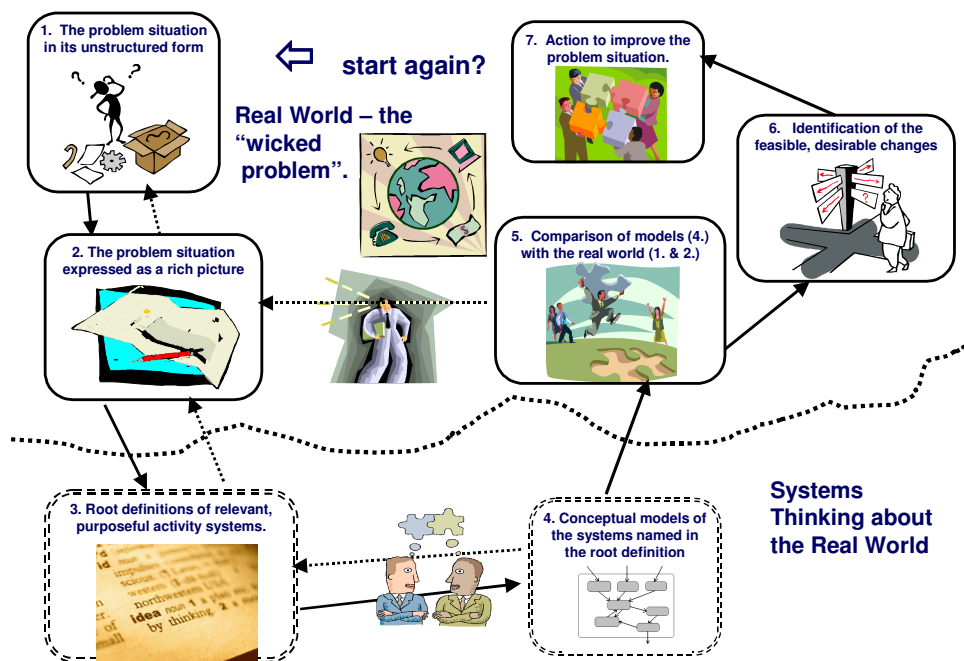 1. The problem situation
in its unstructured form
start again?
Real World – the
“wicked
problem”.
7. Action to improve the
problem situation.
6. Identification of the
feasible, desirable changes
2. The problem situation
expressed as a rich picture
5. Comparison of models (4.)
with the real world (1. & 2.)
3. Root definitions of relevant,
purposeful activity systems.
northwestern
idea noun 1
by thinking. 2
4. Conceptual models of
the systems named in
the root definition
Systems
Thinking about
the Real World